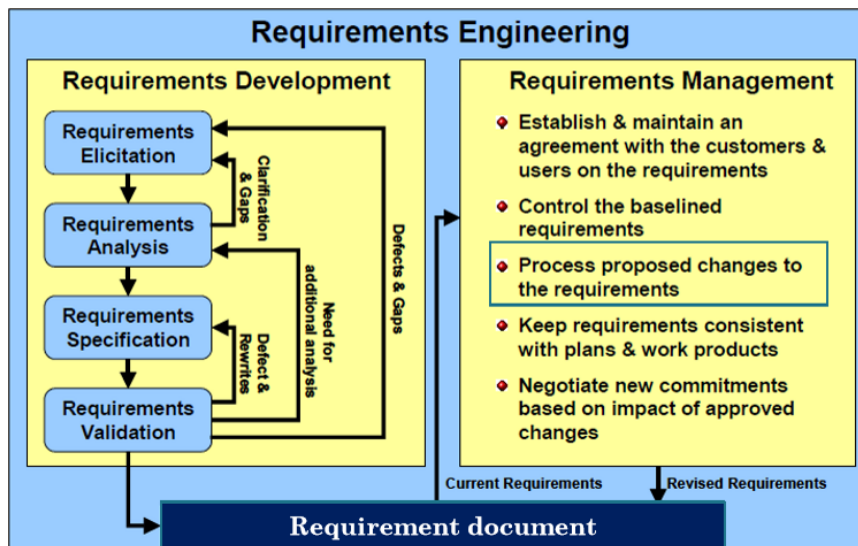 Requirements Engineering
Requirements Development
Requirements
Elicitation
Requirements
Analysis
Requirements
Specification
Requirements
Validation
Clarification
& Gaps
Defect &
Rewrites
Need for
additional analysis
Defects & Gaps
Requirements Management
Establish & maintain an
agreement with the customers &
users on the requirements
Control the baselined
requirements
Process proposed changes to
the requirements
Keep requirements consistent
with plans & work products
Negotiate new commitments
based on impact of approved
changes
Current Requirements
Revised Requirements
Requirement document